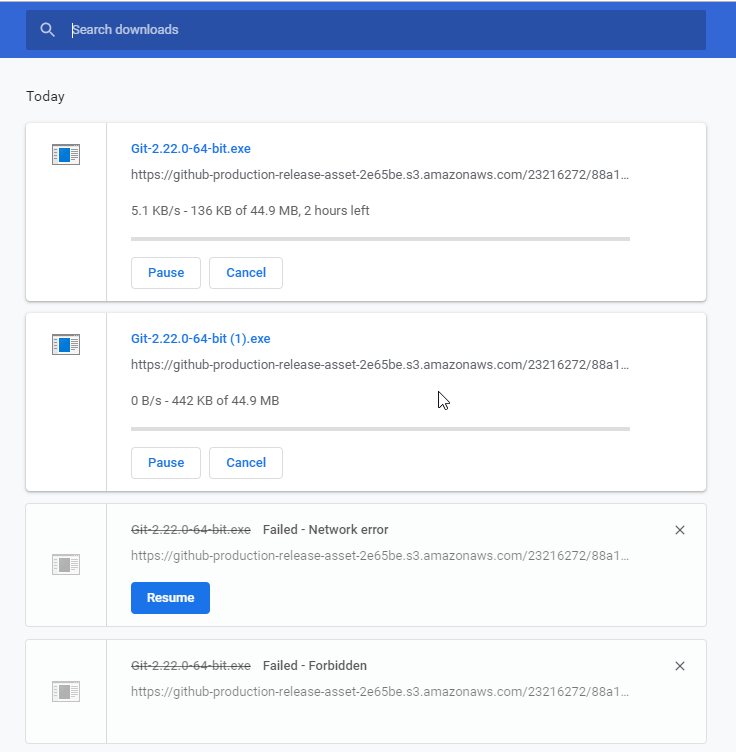 Search downloads
Today
Git-2.22.0-64-bit.exe
https://github-production-release-asset-2e65be.s3.amazonaws.com/23216272/88a1...
5.1 KB/s - 136 KB of 44.9 MB, 2 hours left
Pause Cancel
Git-2.22.0-64-bit (1).exe
https://github-production-release-asset-2e65be.s3.amazonaws.com/23216272/88a1...
0 B/s - 442 KB of 44.9 MB
Pause Cancel
Git-2.22.0-64-bit.exe Failed - Network error
https://github-production-release-asset-2e65be.s3.amazonaws.com/23216272/88a1...
Resume
Git-2.22.0-64-bit.exe Failed - Forbidden
https://github-production-release-asset-2e65be.s3.amazonaws.com/23216272/88a1...